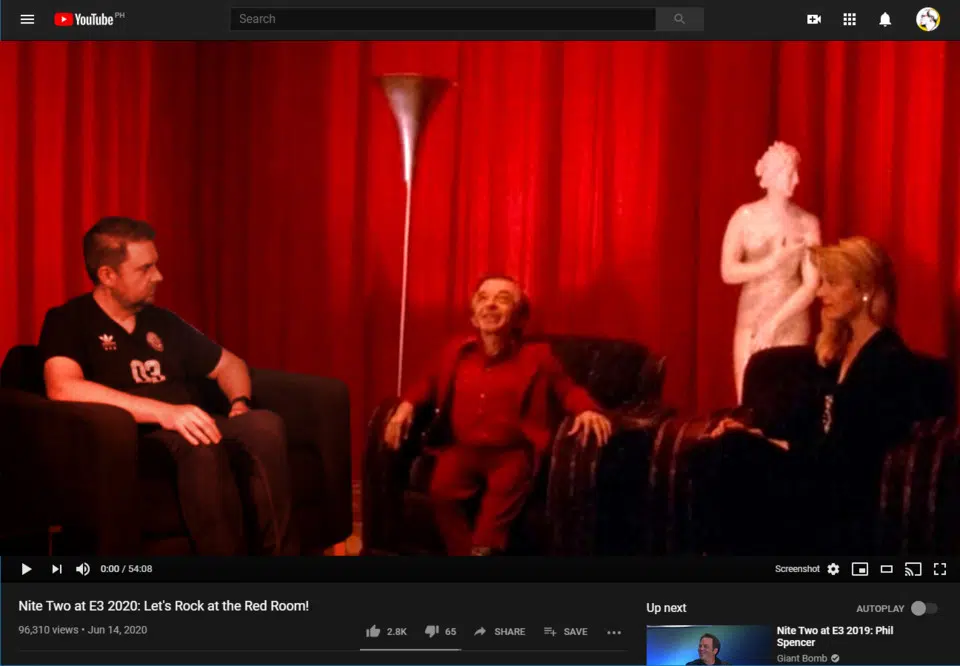 YouTube PH
Search
03
0:00 / 54:08
Screenshot
Nite Two at E3 2020: Let's Rock at the Red Room!
96,310 views • Jun 14, 2020
2.8K
65
SHARE
SAVE
Up next
AUTOPLAY
Nite Two at E3 2019: Phil
Spencer
Giant Bomb